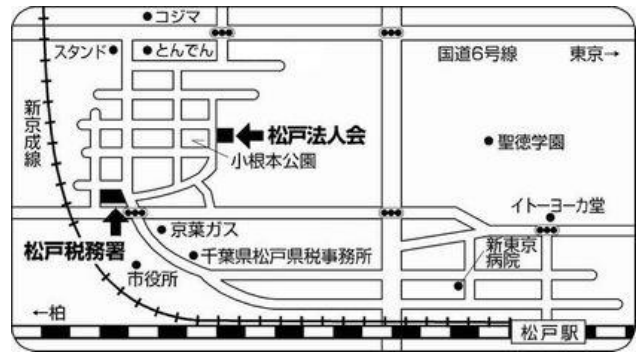 コジマ
スタンド
とんでん
国道6号線
東京→
新京成線
松戸法人会
小根本公園
聖徳学園
イトーヨーカ堂
松戸税務署
京葉ガス
新東京
病院
千葉県松戸県税事務所
市役所
←柏
松戸駅